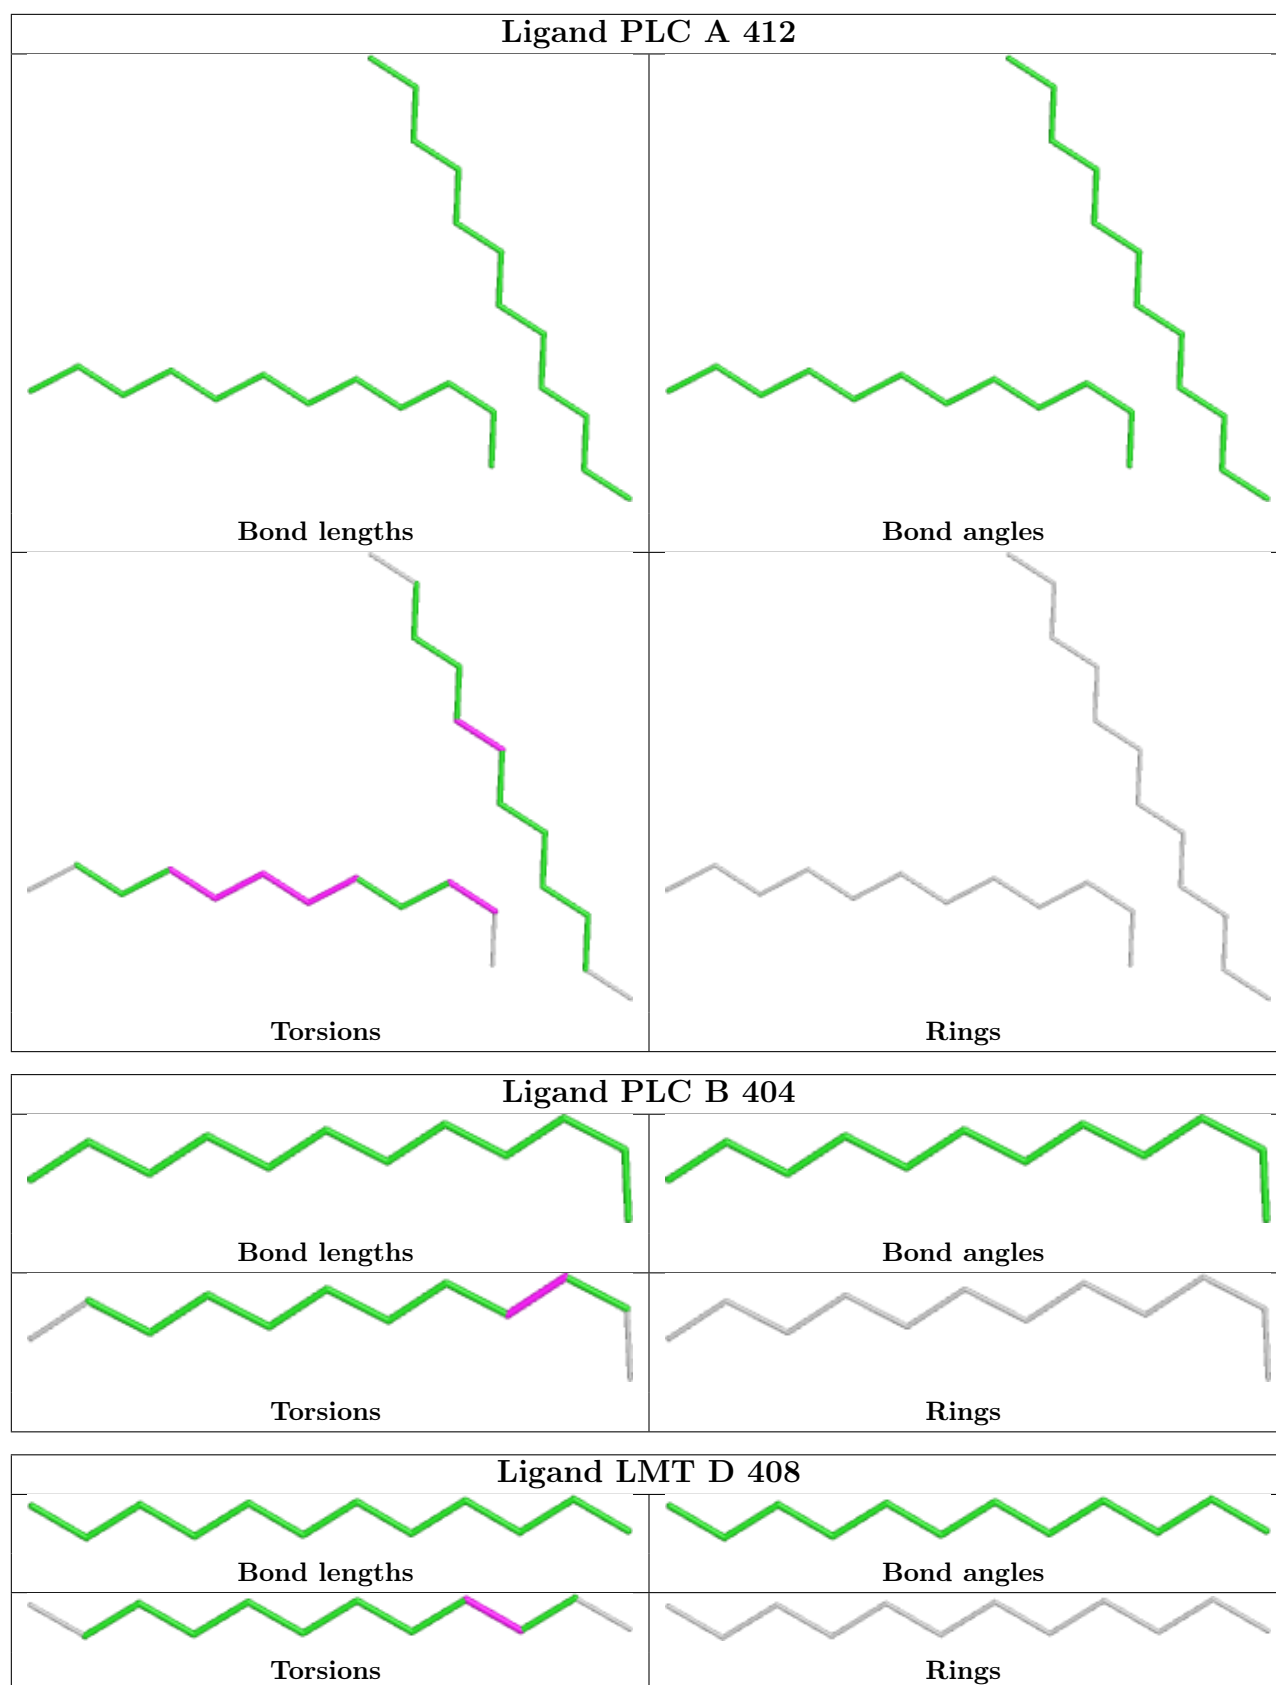 Ligand PLC A 412
Bond lengths
Bond angles
Torsions
Rings
Ligand PLC B 404
Bond lengths
Bond angles
Torsions
Rings
Ligand LMT D 408
Bond lengths
Bond angles
Torsions
Rings